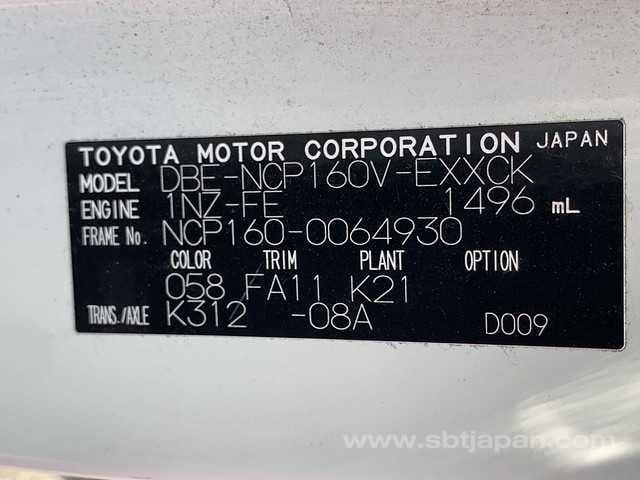 TOYOTA MOTOR CORPORATION JAPAN
MODEL DBE-NCP160V-EXXCK
ENGINE 1NZ-FE 1496 mL
FRAME No. NCP160-0064930
COLOR TRIM PLANT OPTION
058 FA11 K21
TRANS./AXLE K312 -08A D009
www.sbtjapan.com